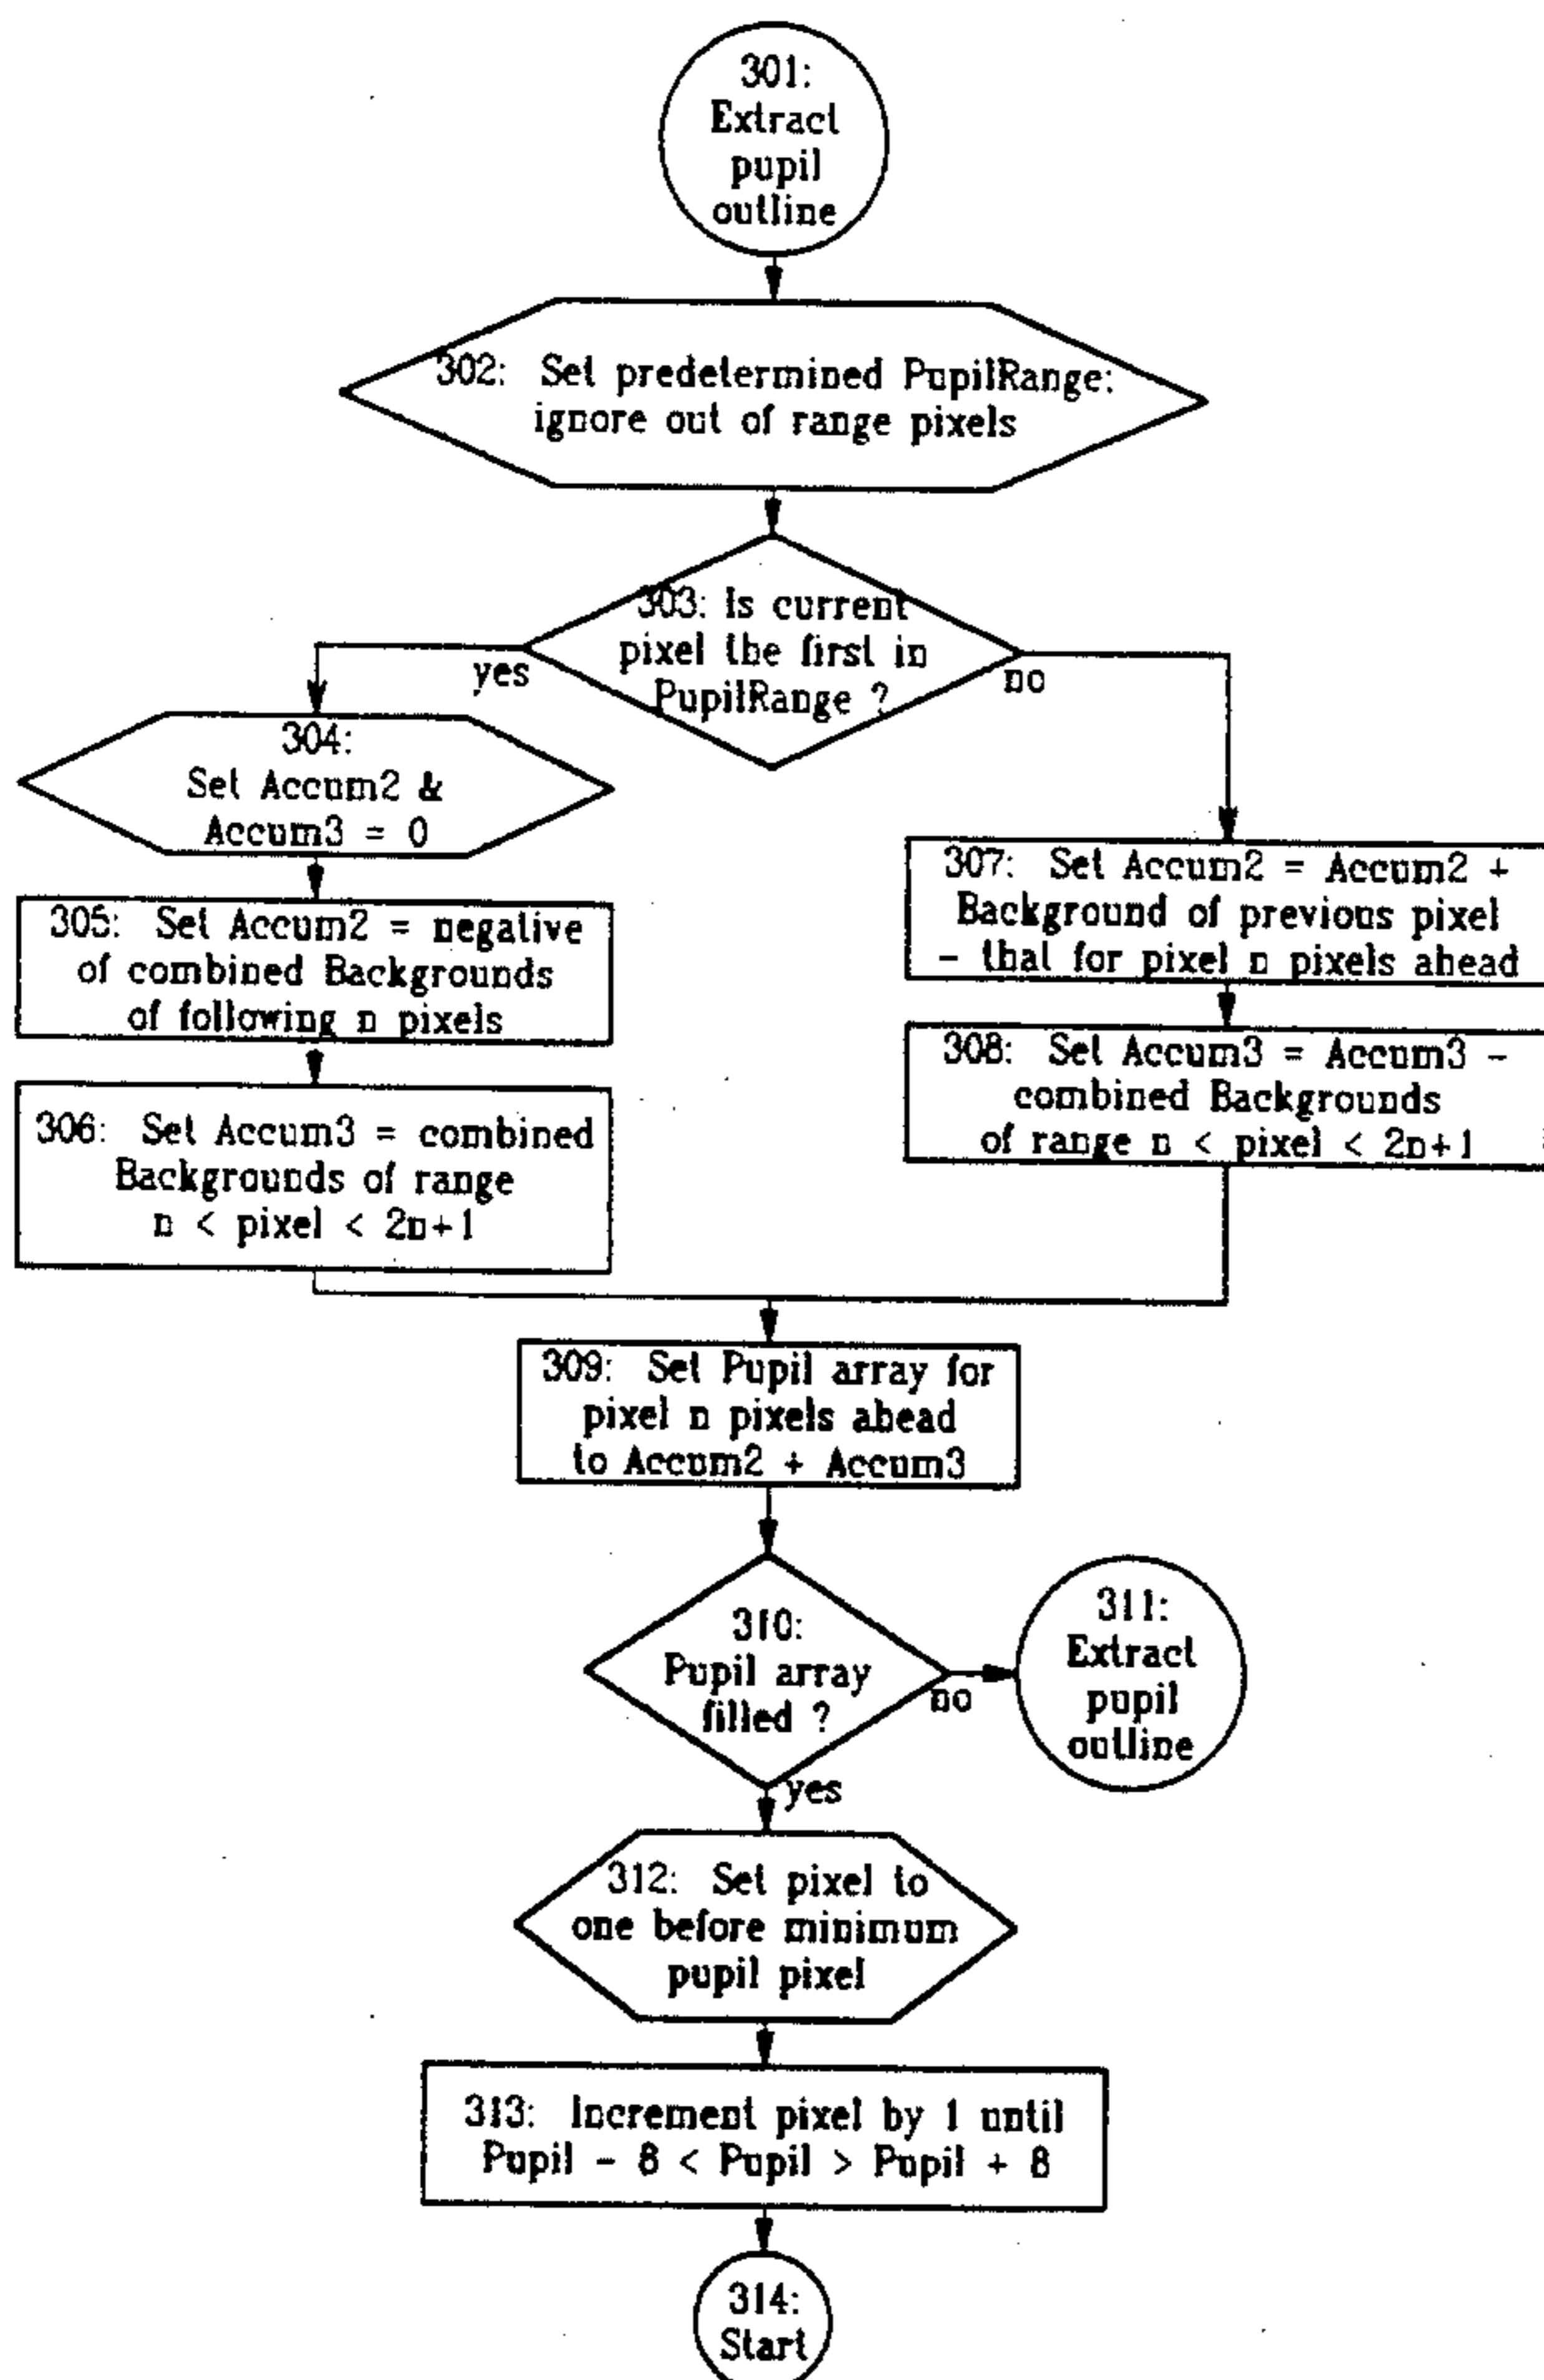 301:
Extract
pupil
outline
302: Set predetermined PupilRange:
ignore out of range pixels
303: Is current
pixel the first in
PupilRange ?
yes
no
304:
Set Accum2 &
Accum3 = 0
305: Set Accum2 = negative
of combined Backgrounds
of following n pixels
306: Set Accum3 = combined
Backgrounds of range
n < pixel < 2n+1
307: Set Accum2 = Accum2 +
Background of previous pixel
- that for pixel n pixels ahead
308: Set Accum3 = Accum3 -
combined Backgrounds
of range n < pixel < 2n+1
309: Set Pupil array for
pixel n pixels ahead
to Accum2 + Accum3
310:
Pupil array
filled ?
no
311:
Extract
pupil
outline
yes
312: Set pixel to
one before minimum
pupil pixel
313: Increment pixel by 1 until
Pupil - 8 < Pupil > Pupil + 8
314:
Start